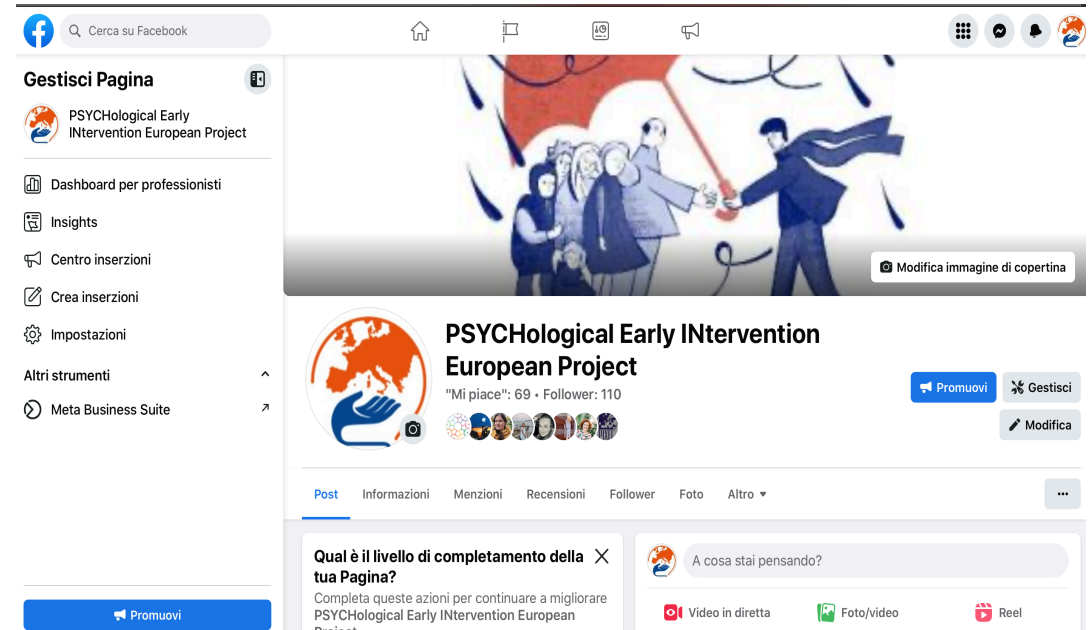 Cerca su Facebook
Gestisci Pagina
PSYCHological Early
INtervention European Project
Dashboard per professionisti
Insights
Centro inserzioni
Crea inserzioni
Impostazioni
Altri strumenti
Meta Business Suite
Promuovi
Modifica immagine di copertina
PSYCHological Early INtervention
European Project
"Mi piace": 69 • Follower: 110
Promuovi
Gestisci
Modifica
Post
Informazioni
Menzioni
Recensioni
Follower
Foto
Altro
Qual è il livello di completamento della
tua Pagina?
Completa queste azioni per continuare a migliorare
PSYCHological Early INtervention European
Project
A cosa stai pensando?
Video in diretta
Foto/video
Reel